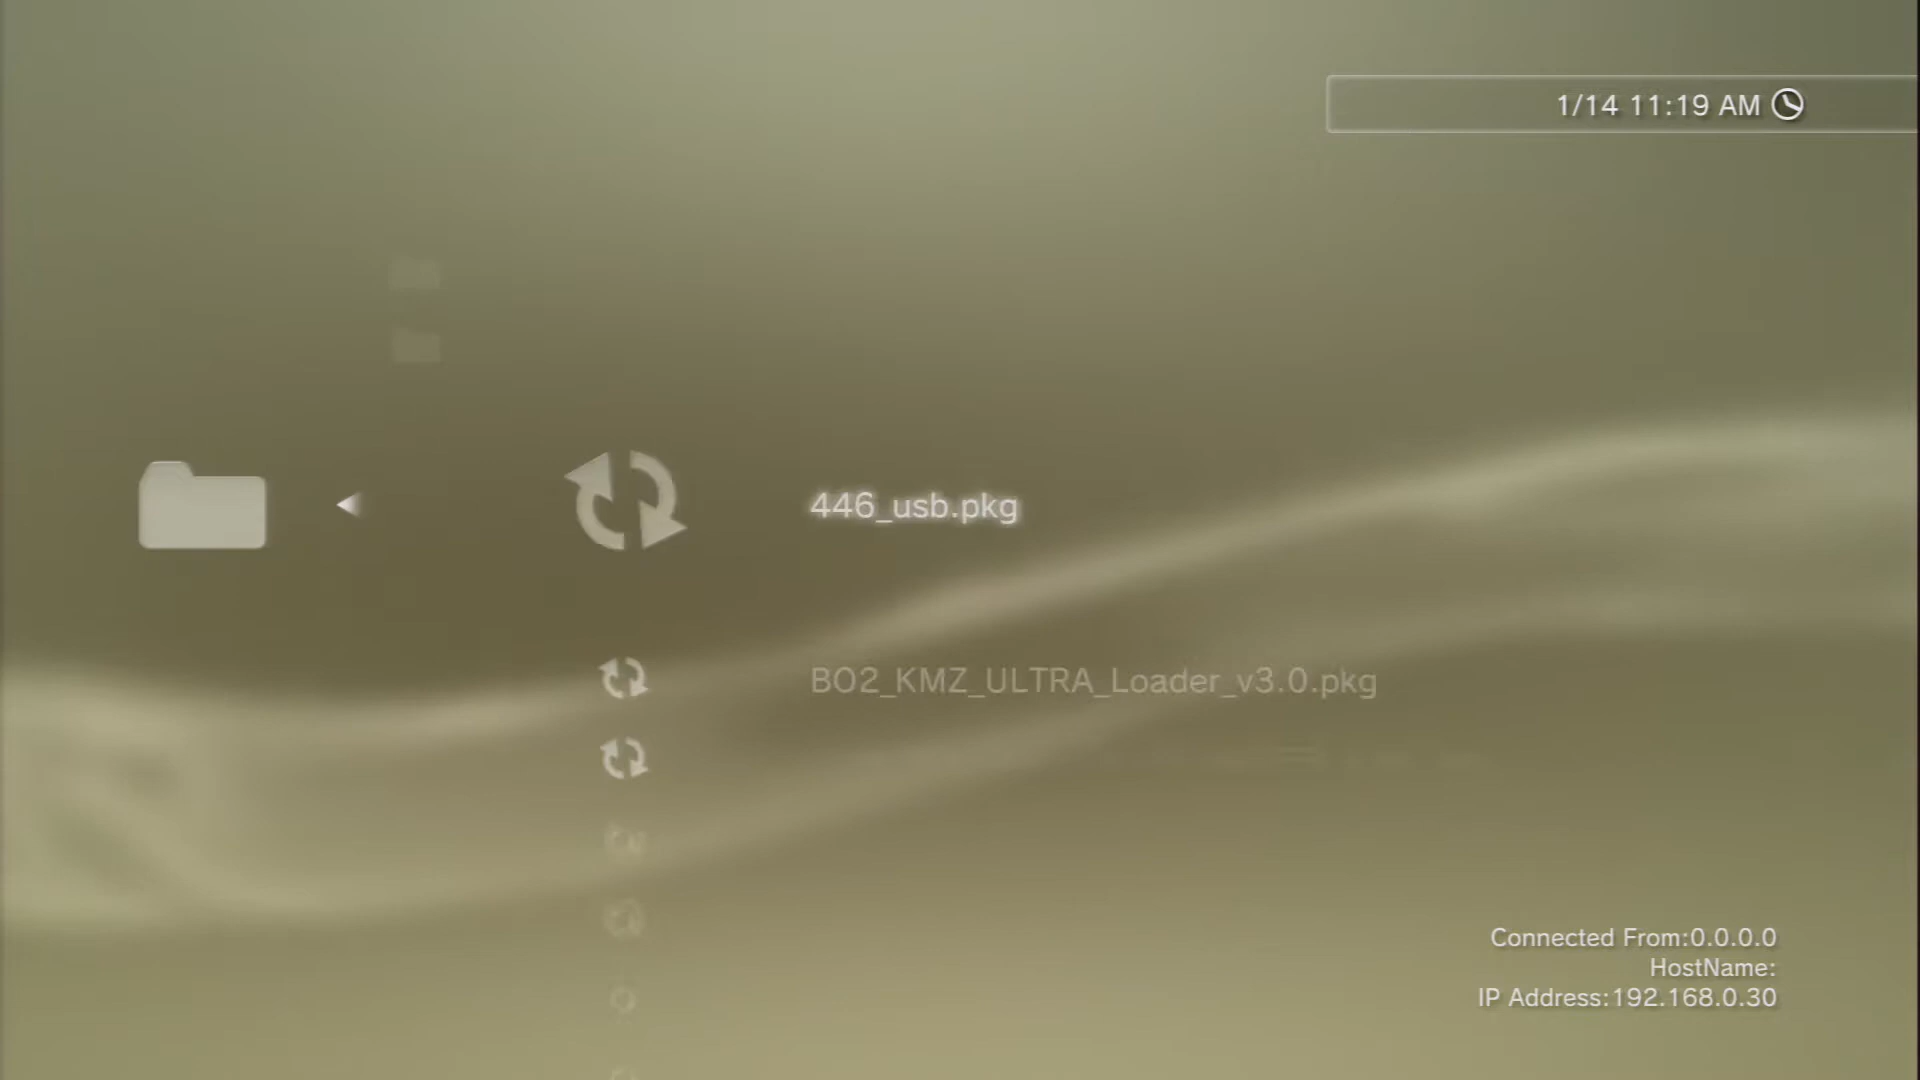 1/14 11:19 AM
446_usb.pkg
BO2_KMZ_ULTRA_Loader_v3.0.pkg
Connected From:0.0.0.0
HostName:
IP Address:192.168.0.30